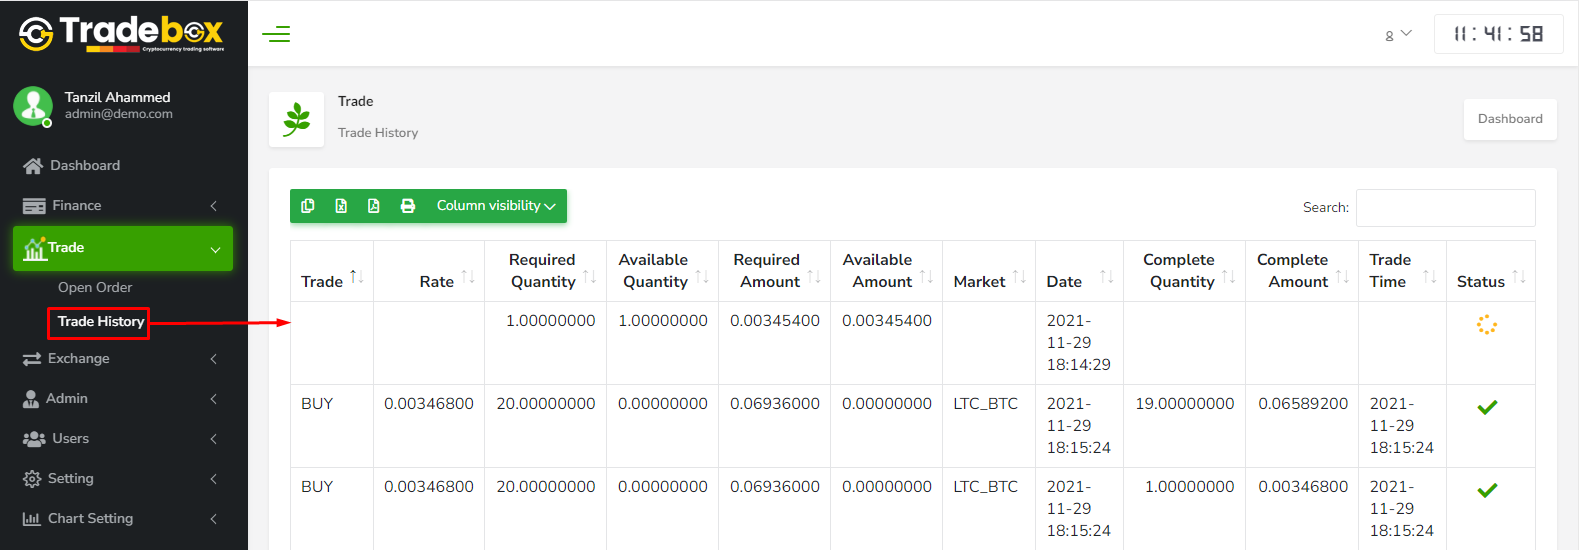 Tradebox
Cryptocurrency trading software
11:41:58
Tanzil Ahammed
admin@demo.com
Dashboard
Finance
Trade
Open Order
Trade History
Exchange
Admin
Users
Setting
Chart Setting
Trade
Trade History
Dashboard
Column visibility
Search:
Trade Rate Required Quantity Available Quantity Required Amount Available Amount Market Date Complete Quantity Complete Amount Trade Time Status
1.00000000 1.00000000 0.00345400 0.00345400 2021-
11-29
18:14:29
BUY 0.00346800 20.00000000 0.00000000 0.06936000 0.00000000 LTC_BTC 2021- 19.00000000 0.06589200 2021-
11-29 11-29
18:15:24 18:15:24
BUY 0.00346800 20.00000000 0.00000000 0.06936000 0.00000000 LTC_BTC 2021- 1.00000000 0.00346800 2021-
11-29 11-29
18:15:24 18:15:24